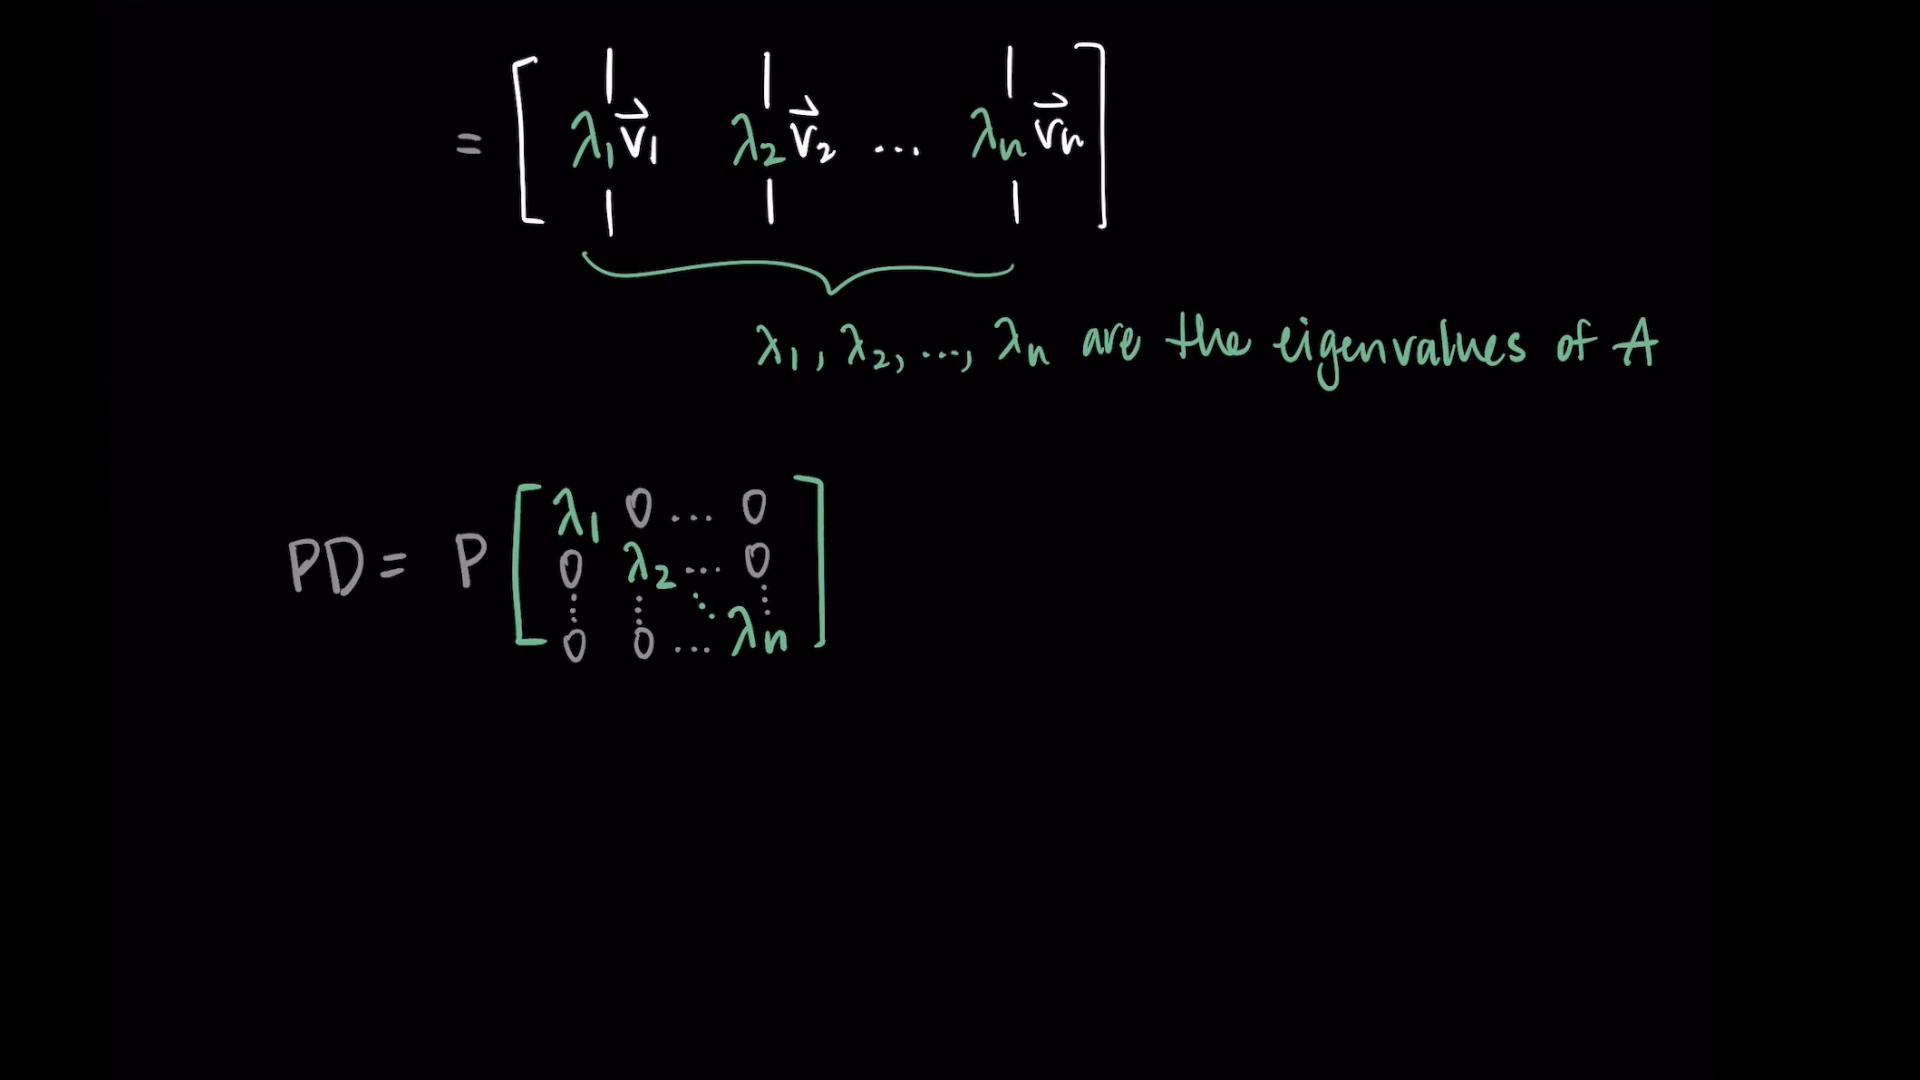 = [ λ₁v⃗₁ λ₂v⃗₂ ... λₙv⃗ₙ ]
λ₁, λ₂, ..., λₙ are the eigenvalues of A
PD = P [ λ₁ 0 ... 0
0 λ₂ ... 0
⋮ ⋮ ⋱ ⋮
0 0 ... λₙ ]